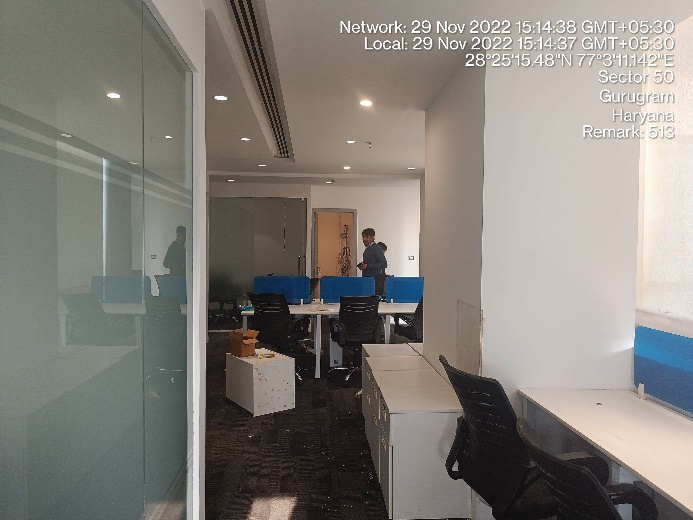 Network: 29 Nov 2022 15:14:38 GMT+05:30
Local: 29 Nov 2022 15:14:37 GMT+05:30
28°25'15.48"N 77°3'11.142"E
Sector 50
Gurugram
Haryana
Remark: 513